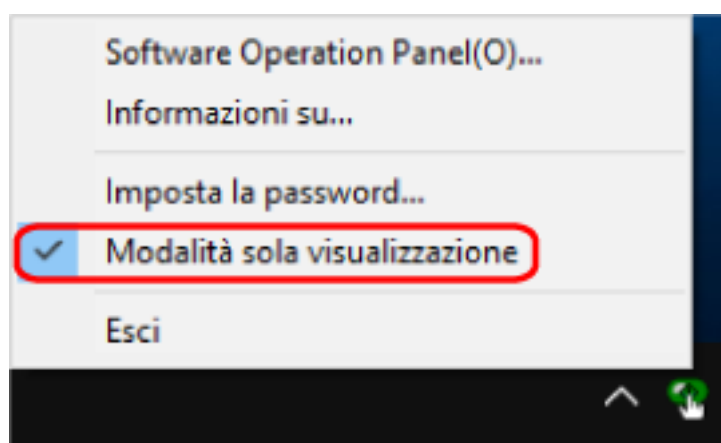 Software Operation Panel(O)...
Informazioni su...
Imposta la password...
Modalità sola visualizzazione
Esci